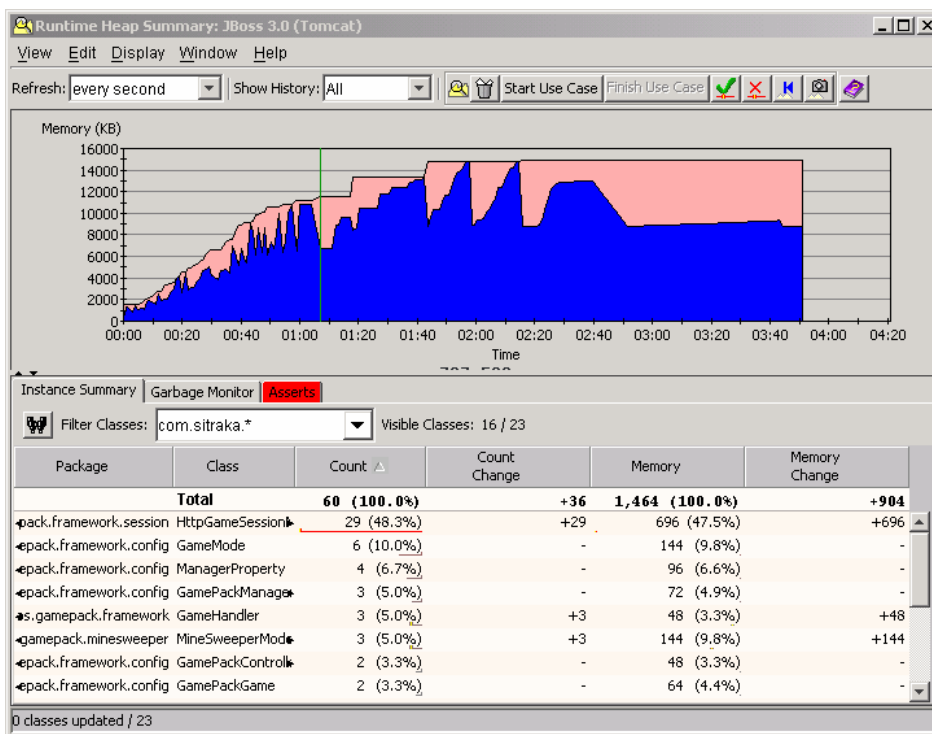 Runtime Heap Summary: JBoss 3.0 (Tomcat)
View Edit Display Window Help
Refresh: every second Show History: All Start Use Case Finish Use Case
Memory (KB)
16000
14000
12000
10000
8000
6000
4000
2000
0
00:00 00:20 00:40 01:00 01:20 01:40 02:00 02:20 02:40 03:00 03:20 03:40 04:00 04:20
Time
Instance Summary Garbage Monitor Asserts
Filter Classes: com.sitraka.* Visible Classes: 16 / 23
Package Class Count Count Change Memory Memory Change
Total 60 (100.0%) +36 1,464 (100.0%) +904
pack.framework.session HttpGameSession 29 (48.3%) +29 696 (47.5%) +696
epack.framework.config GameMode 6 (10.0%) - 144 (9.8%) -
epack.framework.config ManagerProperty 4 (6.7%) - 96 (6.6%) -
epack.framework.config GamePackManage 3 (5.0%) - 72 (4.9%) -
s.gamepack.framework GameHandler 3 (5.0%) +3 48 (3.3%) +48
gamepack.minesweeper MineSweeperMod 3 (5.0%) +3 144 (9.8%) +144
epack.framework.config GamePackControl 2 (3.3%) - 48 (3.3%) -
epack.framework.config GamePackGame 2 (3.3%) - 64 (4.4%) -
0 classes updated / 23